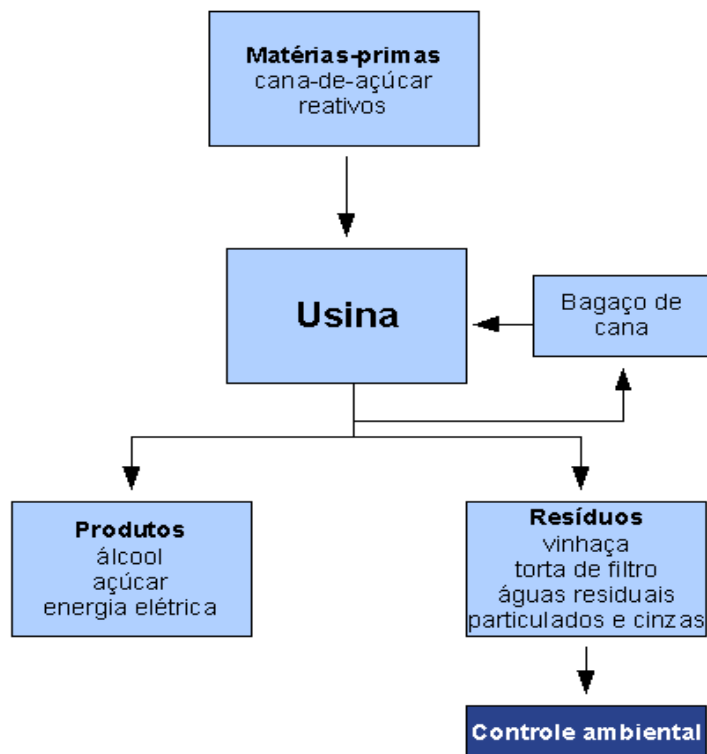 Matérias-primas
cana-de-açúcar
reativos
Usina
Bagaço de
cana
Produtos
álcool
açúcar
energia elétrica
Resíduos
vinhaça
torta de filtro
águas residuais
particulados e cinzas
Controle ambiental